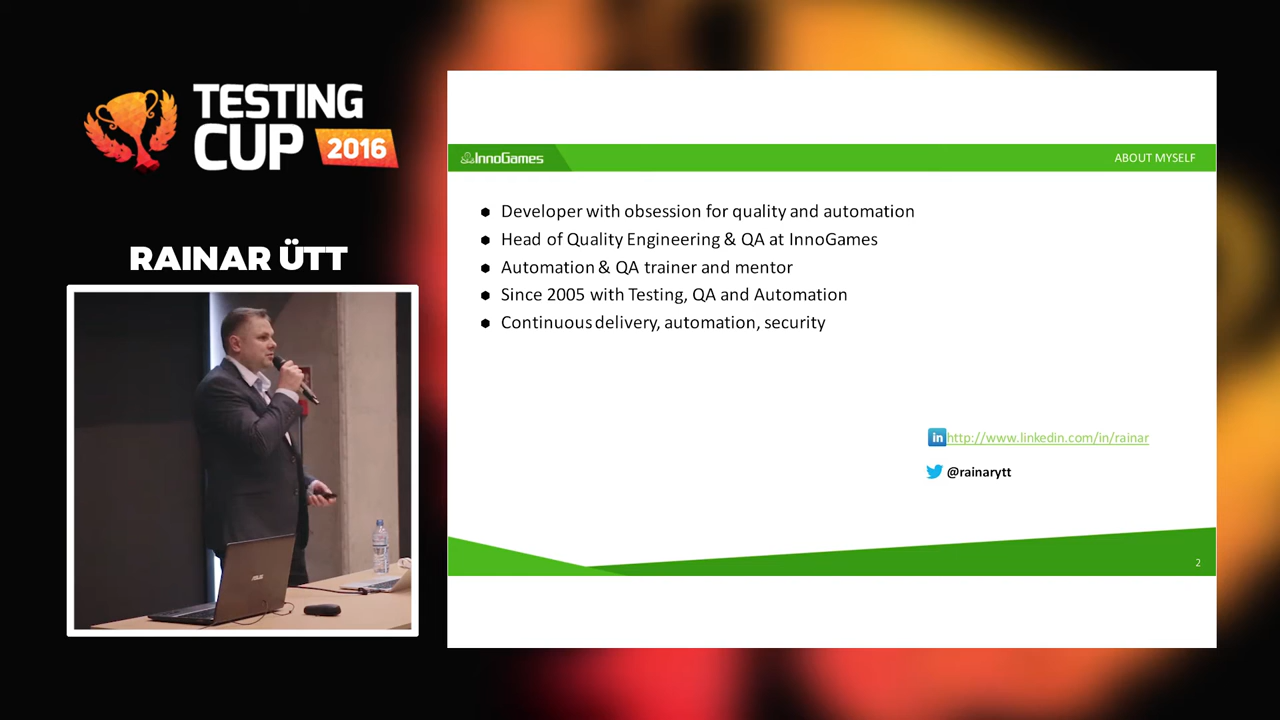 TESTING
CUP 2016
RAINAR ÜTT
InnoGames
ABOUT MYSELF
Developer with obsession for quality and automation
Head of Quality Engineering & QA at InnoGames
Automation & QA trainer and mentor
Since 2005 with Testing, QA and Automation
Continuous delivery, automation, security
in http://www.linkedin.com/in/rainar
@rainarytt
2
ASUS